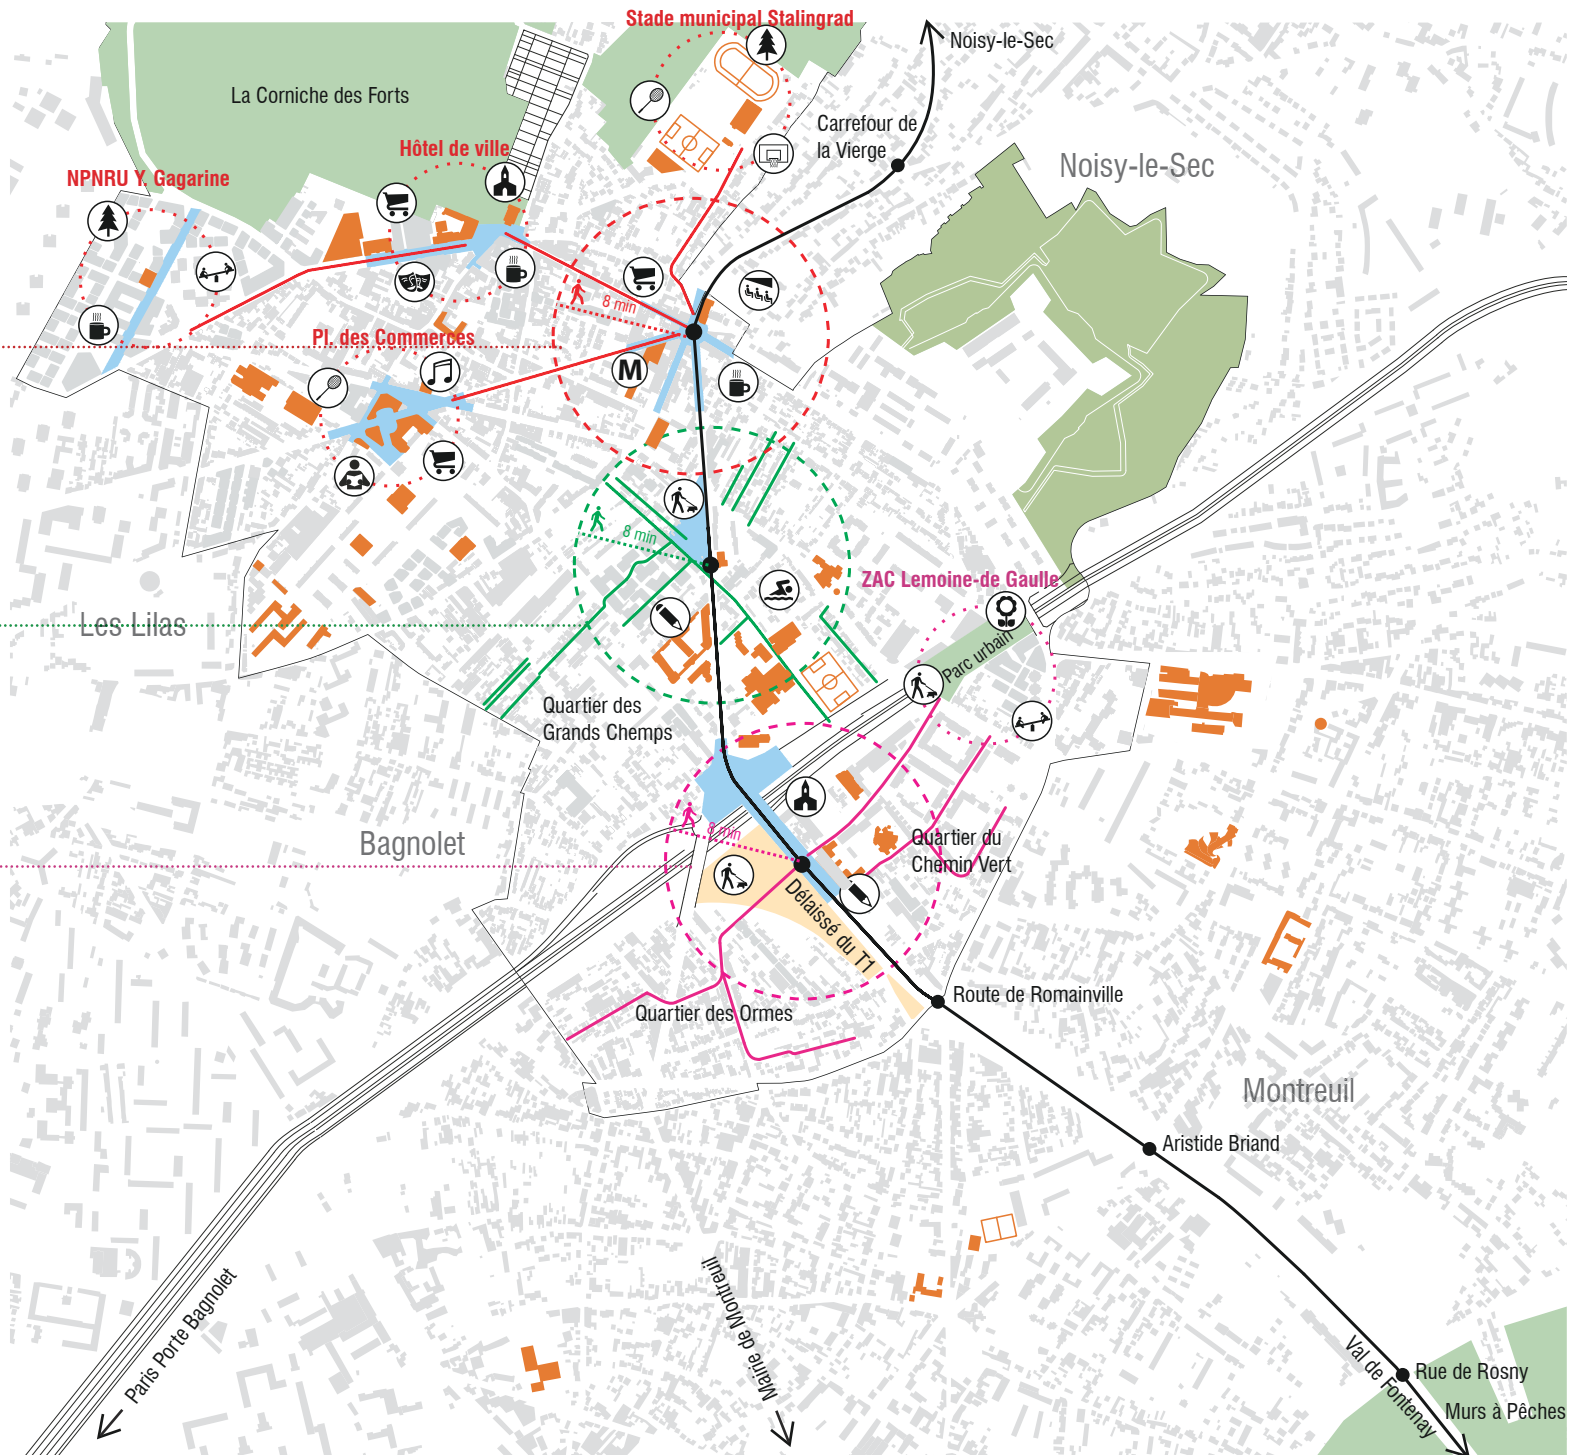 Stade municipal Stalingrad
Noisy-le-Sec
La Corniche des Forts
Carrefour de
la Vierge
Hôtel de ville
Noisy-le-Sec
NPNRU Y. Gagarine
8 min
Pl. des Commerces
M
8 min
ZAC Lemoine-de Gaulle
Les Lilas
Parc urbain
Quartier des
Grands Chemps
8 min
Bagnolet
Quartier du
Chemin Vert
Délaissé du T1
Route de Romainville
Quartier des Ormes
Montreuil
Aristide Briand
Paris Porte Bagnolet
Mairie de Montreuil
Val de Fontenay
Rue de Rosny
Murs à Pêches